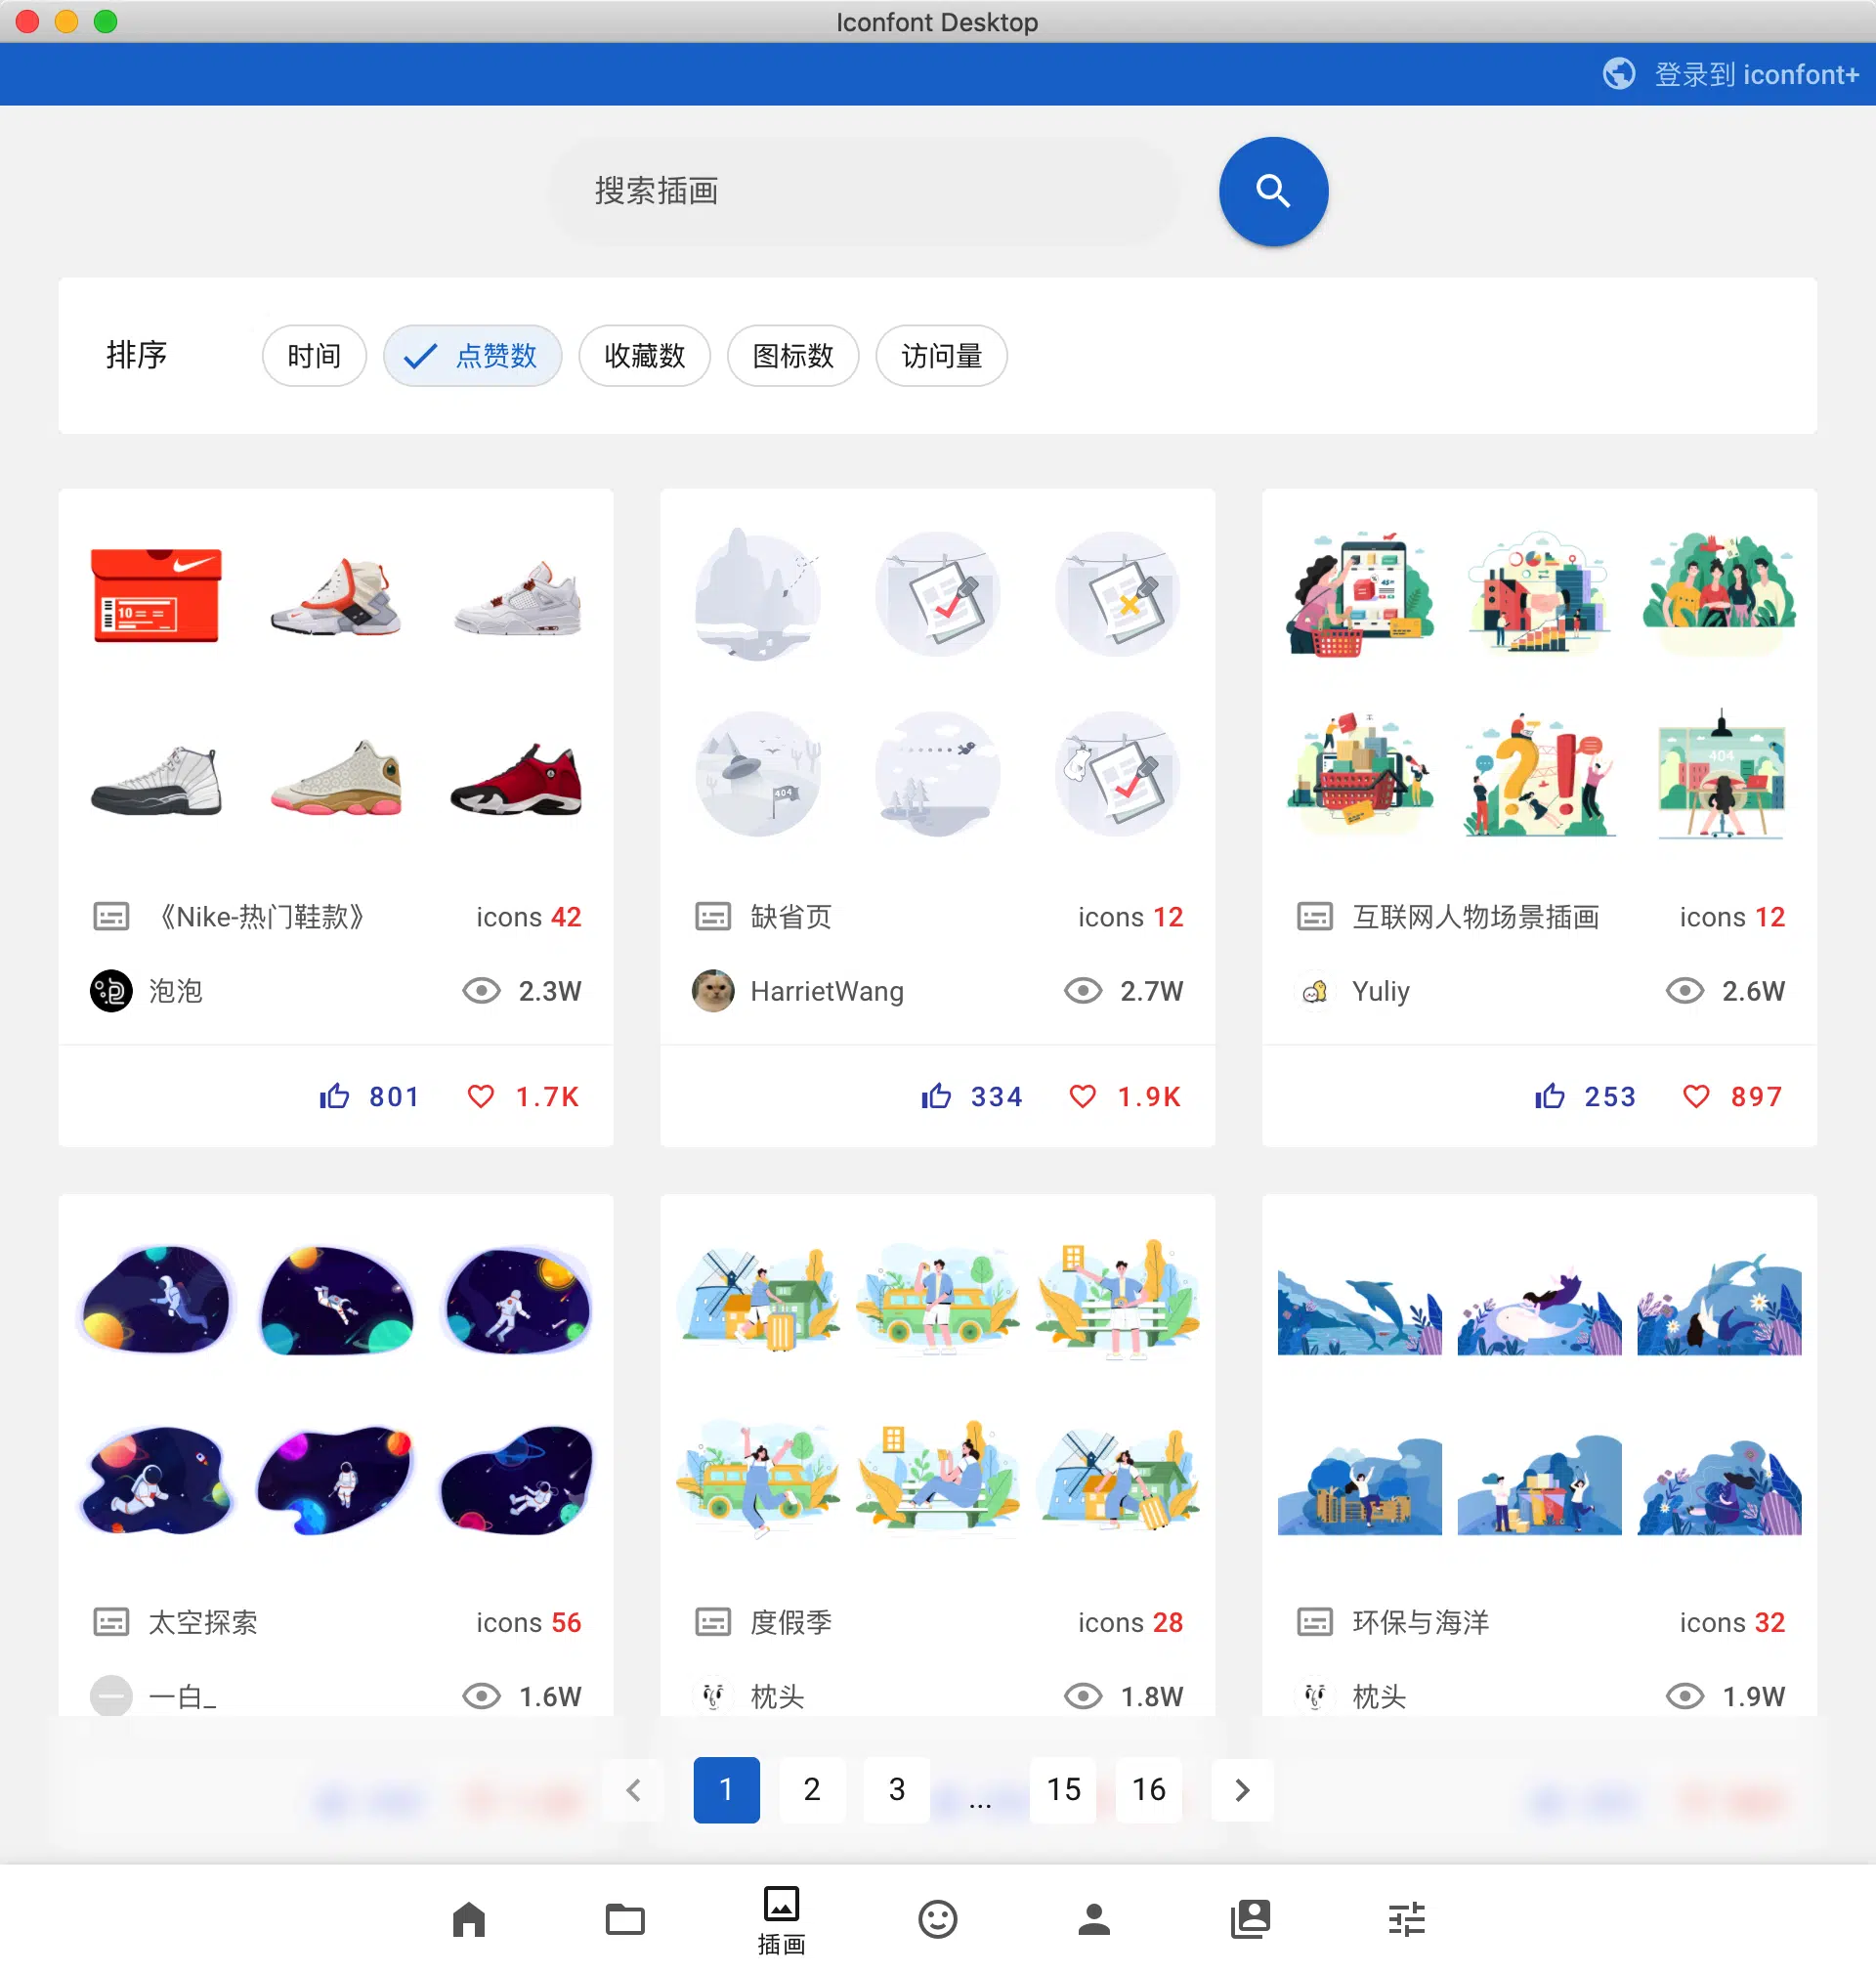 Iconfont Desktop
登录到 iconfont+
搜索插画
排序 时间 点赞数 收藏数 图标数 访问量
10
404
404
《Nike-热门鞋款》 icons 42
泡泡 2.3W
801 1.7K
缺省页 icons 12
HarrietWang 2.7W
334 1.9K
互联网人物场景插画 icons 12
Yuliy 2.6W
253 897
太空探索 icons 56
一白_ 1.6W
度假季 icons 28
枕头 1.8W
环保与海洋 icons 32
枕头 1.9W
1 2 3 ... 15 16
插画